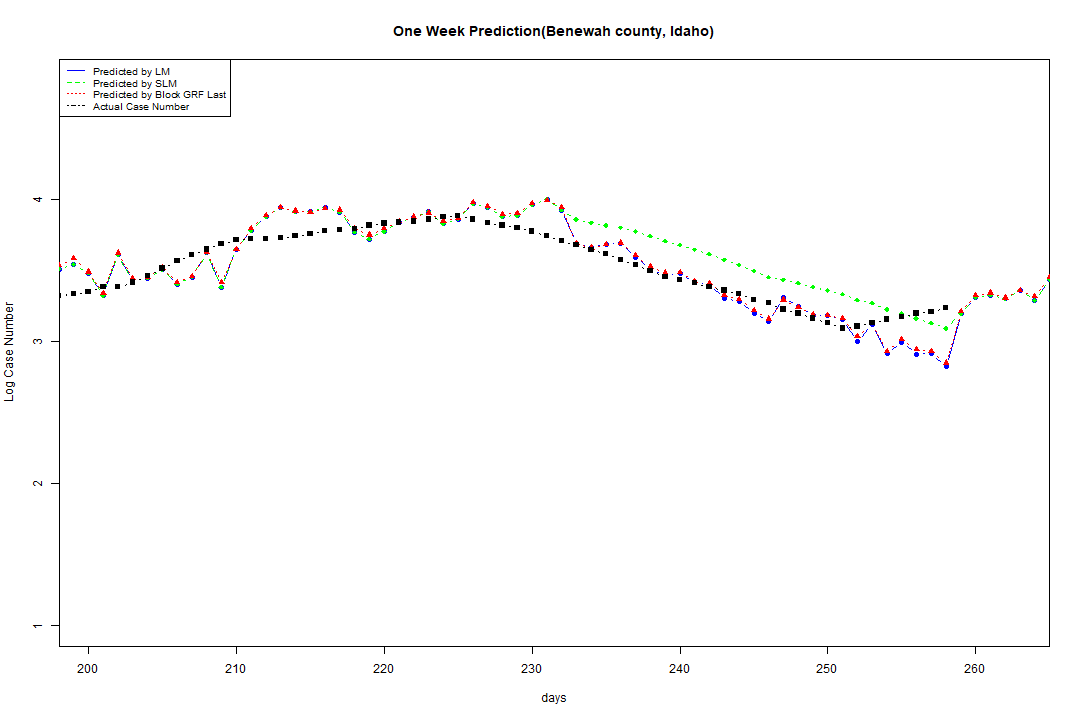 One Week Prediction(Benewah county, Idaho)
Predicted by LM
Predicted by SLM
Predicted by Block GRF Last
Actual Case Number
4
3
2
1
Log Case Number
200 210 220 230 240 250 260
days